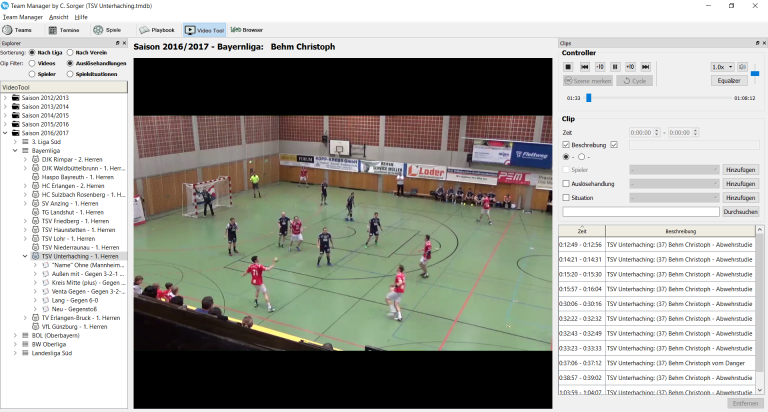 Team Manager by C. Sorger (TSV Unterhaching.tmdb)
Team Manager Ansicht Hilfe
Teams Termine Spiele Playbook Video Tool Browser
Explorer
Sortierung: Nach Liga Nach Verein
Clip Filter: Videos Auslösehandlungen
Spieler Spielsituationen
VideoTool
Saison 2012/2013
Saison 2013/2014
Saison 2014/2015
Saison 2015/2016
Saison 2016/2017
3. Liga Süd
Bayernliga
DJK Rimpar - 2. Herren
DJK Waldbüttelbrunn - 1. Herr...
Haspo Bayreuth - 1. Herren
HC Erlangen - 2. Herren
HC Sulzbach Rosenberg - 1. H...
SV Anzing - 1. Herren
TG Landshut - 1. Herren
TSV Friedberg - 1. Herren
TSV Haunstetten - 1. Herren
TSV Lohr - 1. Herren
TSV Niederraunau - 1. Herren
TSV Unterhaching - 1. Herren
"Name" Ohne (Mannheim...
Außen mit - Gegen 3-2-1 ...
Kreis Mitte (plus) - Gegen ...
Venta Gegen - Gegen 3-2-...
Lang - Gegen 6-0
Neu - Gegenstoß
TV Erlangen-Bruck - 1. Herren
VfL Günzburg - 1. Herren
BOL (Oberbayern)
BW Oberliga
Landesliga Süd
Saison 2016/2017 - Bayernliga: Behm Christoph
FORUM
Loder
PEM
Flottweg
Clips
Controller
-10 +10 1.0x
Szene merken Cycle Equalizer
01:33 01:08:12
Clip
Zeit 0:00:00 - 0:00:00
Beschreibung
- -
Spieler - Hinzufügen
Auslösehandlung - Hinzufügen
Situation - Hinzufügen
Durchsuchen
Zeit Beschreibung
0:12:49 - 0:12:56 TSV Unterhaching: (37) Behm Christoph - Abwehrstudie
0:14:21 - 0:14:31 TSV Unterhaching: (37) Behm Christoph - Abwehrstudie
0:15:20 - 0:15:30 TSV Unterhaching: (37) Behm Christoph - Abwehrstudie
0:15:57 - 0:16:04 TSV Unterhaching: (37) Behm Christoph - Abwehrstudie
0:30:06 - 0:30:16 TSV Unterhaching: (37) Behm Christoph - Abwehrstudie
0:32:22 - 0:32:32 TSV Unterhaching: (37) Behm Christoph - Abwehrstudie
0:32:43 - 0:32:49 TSV Unterhaching: (37) Behm Christoph - Abwehrstudie
0:33:23 - 0:33:33 TSV Unterhaching: (37) Behm Christoph - Abwehrstudie
0:37:06 - 0:37:12 TSV Unterhaching: (37) Behm Christoph vom Danger
0:38:57 - 0:39:02 TSV Unterhaching: (37) Behm Christoph - Abwehrstudie
1:03:59 - 1:04:07 TSV Unterhaching: (37) Behm Christoph - Abwehrstudie
Entfernen